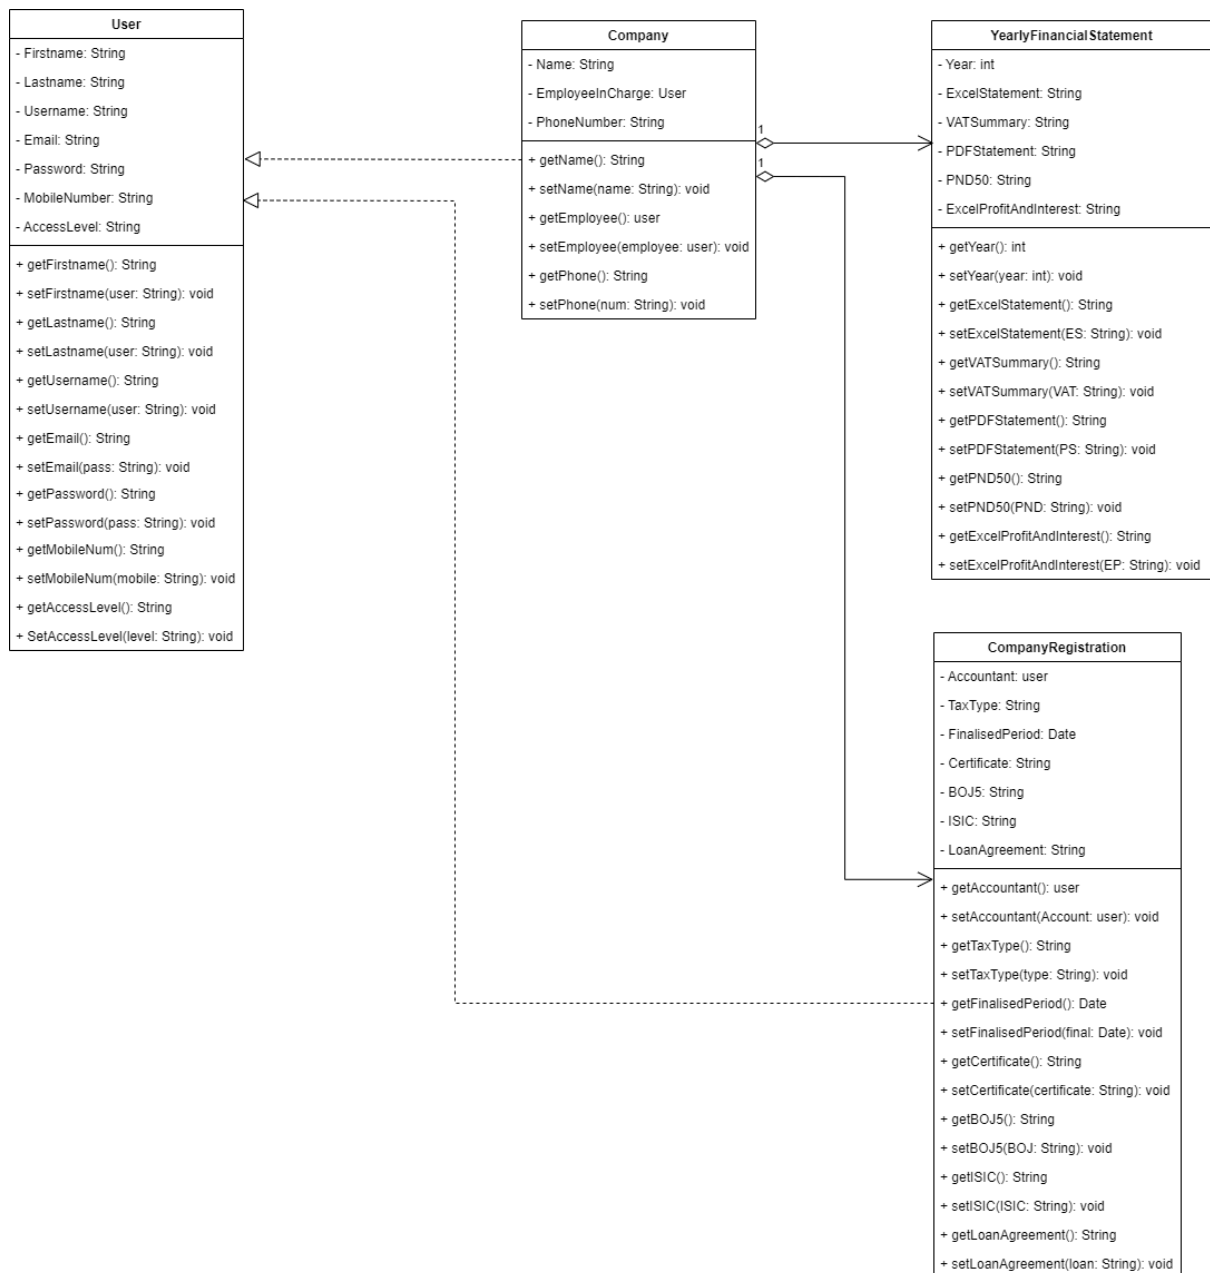 User
- Firstname: String
- Lastname: String
- Username: String
- Email: String
- Password: String
- MobileNumber: String
- AccessLevel: String
+ getFirstname(): String
+ setFirstname(user: String): void
+ getLastname(): String
+ setLastname(user: String): void
+ getUsername(): String
+ setUsername(user: String): void
+ getEmail(): String
+ setEmail(pass: String): void
+ getPassword(): String
+ setPassword(pass: String): void
+ getMobileNum(): String
+ setMobileNum(mobile: String): void
+ getAccessLevel(): String
+ SetAccessLevel(level: String): void
Company
- Name: String
- EmployeeInCharge: User
- PhoneNumber: String
+ getName(): String
+ setName(name: String): void
+ getEmployee(): user
+ setEmployee(employee: user): void
+ getPhone(): String
+ setPhone(num: String): void
1
1
YearlyFinancialStatement
- Year: int
- ExcelStatement: String
- VATSummary: String
- PDFStatement: String
- PND50: String
- ExcelProfitAndInterest: String
+ getYear(): int
+ setYear(year: int): void
+ getExcelStatement(): String
+ setExcelStatement(ES: String): void
+ getVATSummary(): String
+ setVATSummary(VAT: String): void
+ getPDFStatement(): String
+ setPDFStatement(PS: String): void
+ getPND50(): String
+ setPND50(PND: String): void
+ getExcelProfitAndInterest(): String
+ setExcelProfitAndInterest(EP: String): void
CompanyRegistration
- Accountant: user
- TaxType: String
- FinalisedPeriod: Date
- Certificate: String
- BOJ5: String
- ISIC: String
- LoanAgreement: String
+ getAccountant(): user
+ setAccountant(Account: user): void
+ getTaxType(): String
+ setTaxType(type: String): void
+ getFinalisedPeriod(): Date
+ setFinalisedPeriod(final: Date): void
+ getCertificate(): String
+ setCertificate(certificate: String): void
+ getBOJ5(): String
+ setBOJ5(BOJ: String): void
+ getISIC(): String
+ setISIC(ISIC: String): void
+ getLoanAgreement(): String
+ setLoanAgreement(loan: String): void